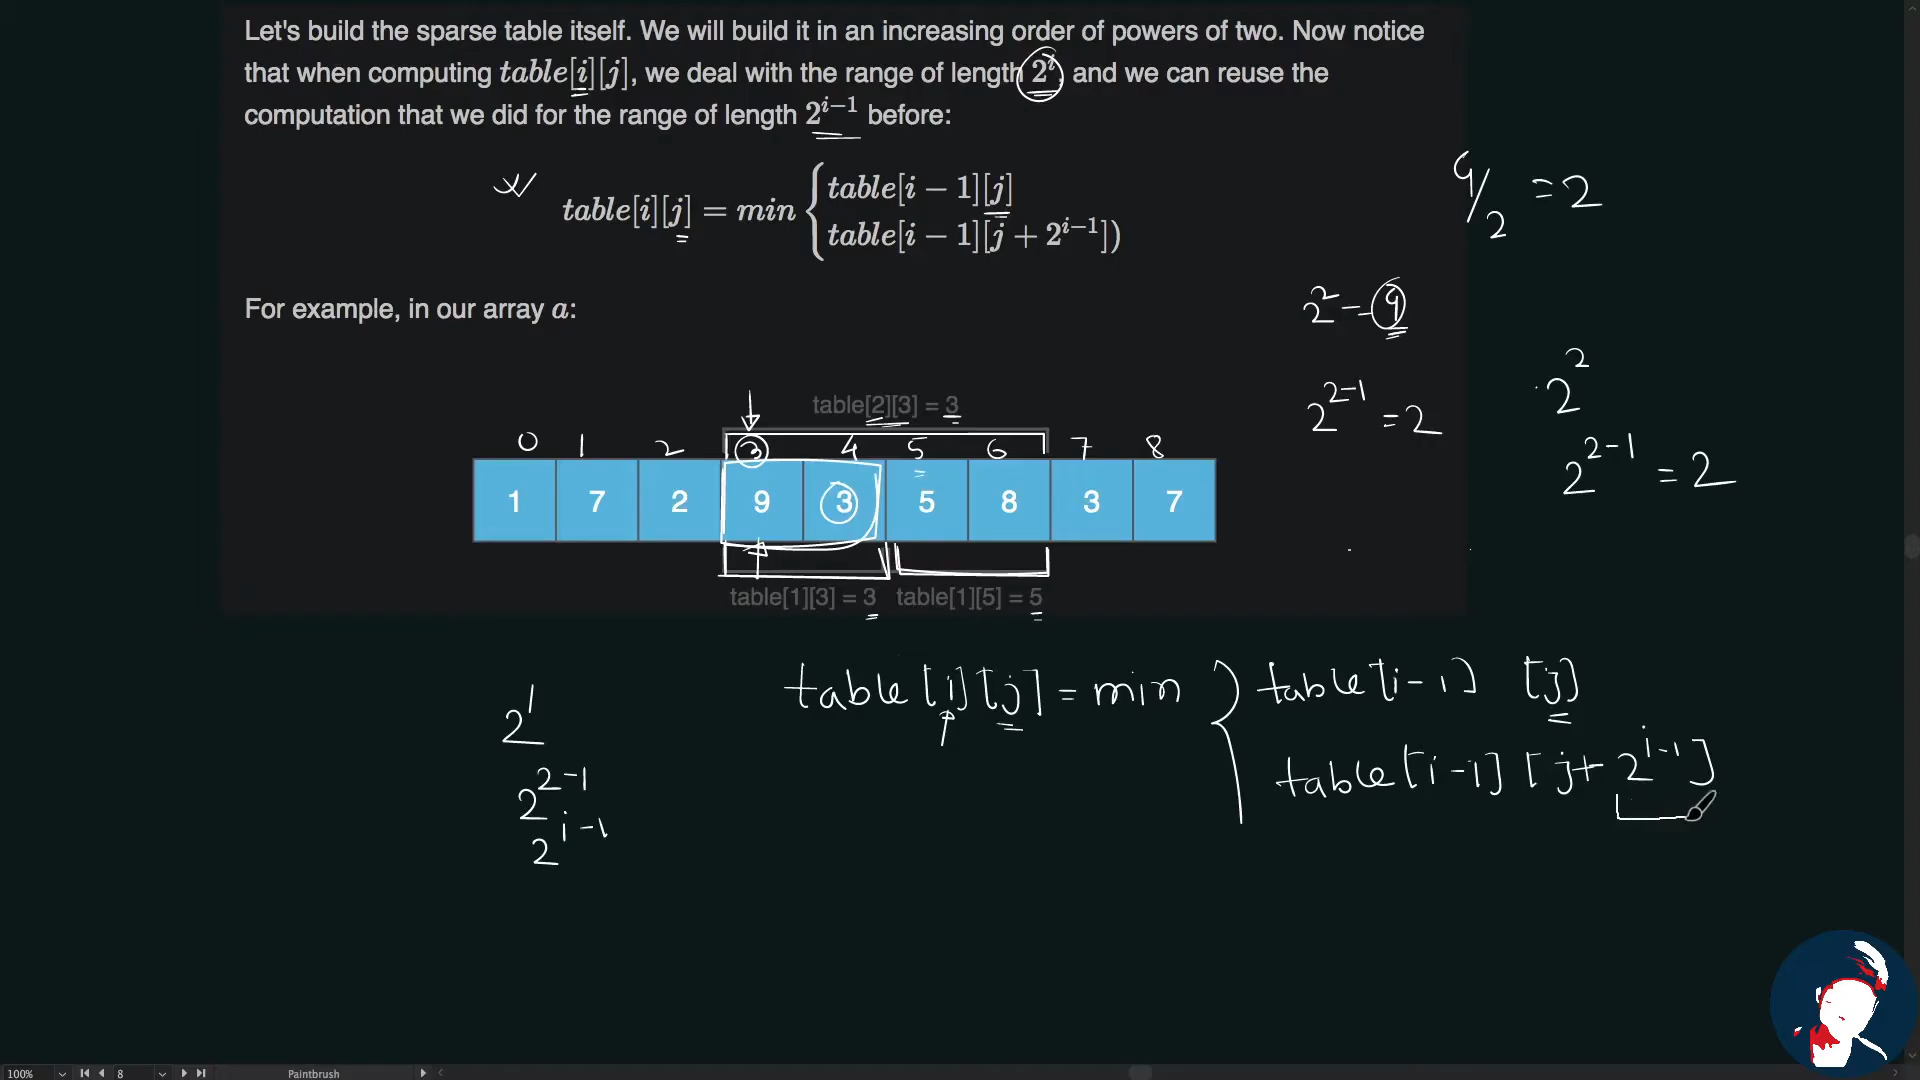 Let's build the sparse table itself. We will build it in an increasing order of powers of two. Now notice
that when computing table[i][j], we deal with the range of length 2^i, and we can reuse the
computation that we did for the range of length 2^{i−1} before:
table[i][j] = min { table[i − 1][j]
table[i − 1][j + 2^{i−1}])
4/2 = 2
For example, in our array a:
2^2 - 4
2^{2-1} = 2
2^2
2^{2-1} = 2
table[2][3] = 3
0 1 2 3 4 5 6 7 8
1 7 2 9 3 5 8 3 7
table[1][3] = 3 table[1][5] = 5
2^1
2^{2-1}
2^{i-1}
table[i][j] = min { table[i-1] [j]
table[i-1] [j+2^{i-1}]
100% 8 Paintbrush